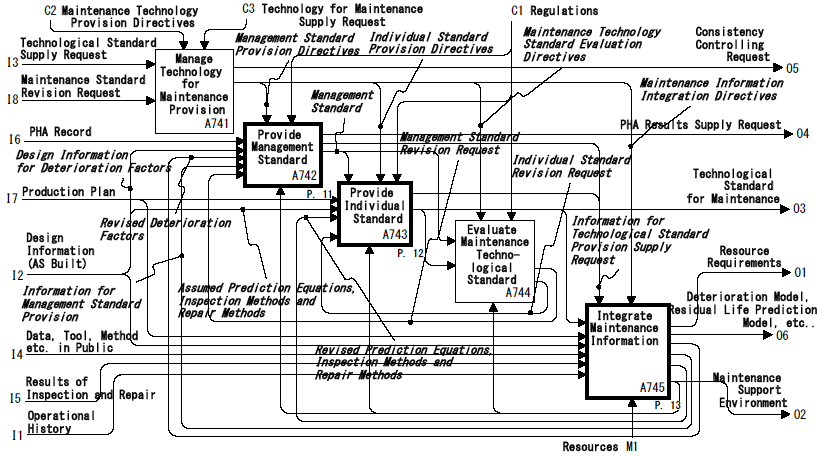 C2 Maintenance Technology
Provision Directives
C3 Technology for Maintenance
Supply Request
C1 Regulations
I3
Technological Standard
Supply Request
Manage
Technology
for
Maintenance
Provision
A741
Management Standard
Provision Directives
Individual Standard
Provision Directives
Maintenance Technology
Standard Evaluation
Directives
Consistency
Controlling
Request
O5
I8
Maintenance Standard
Revision Request
Management
Standard
Maintenance Information
Integration Directives
I6
PHA Record
Provide
Management
Standard
A742
P. 11
Management Standard
Revision Request
PHA Results Supply Request
O4
Design Information
for Deterioration Factors
Individual Standard
Revision Request
I7
Production Plan
Provide
Individual
Standard
A743
P. 12
Technological
Standard
for Maintenance
O3
Revised Deterioration
Factors
Design
Information
(AS Built)
I2
Evaluate
Maintenance
Techno-
logical
Standard
A744
Information for
Technological Standard
Provision Supply
Request
Resource
Requirements
O1
Information for
Management Standard
Provision
Assumed Prediction Equations,
Inspection Methods and
Repair Methods
Deterioration Model,
Residual Life Prediction
Model, etc..
O6
Integrate
Maintenance
Information
A745
P. 13
Data, Tool, Method
etc. in Public
I4
Revised Prediction Equations,
Inspection Methods and
Repair Methods
I5
Results of
Inspection and Repair
Maintenance
Support
Environment
O2
I1
Operational
History
Resources M1